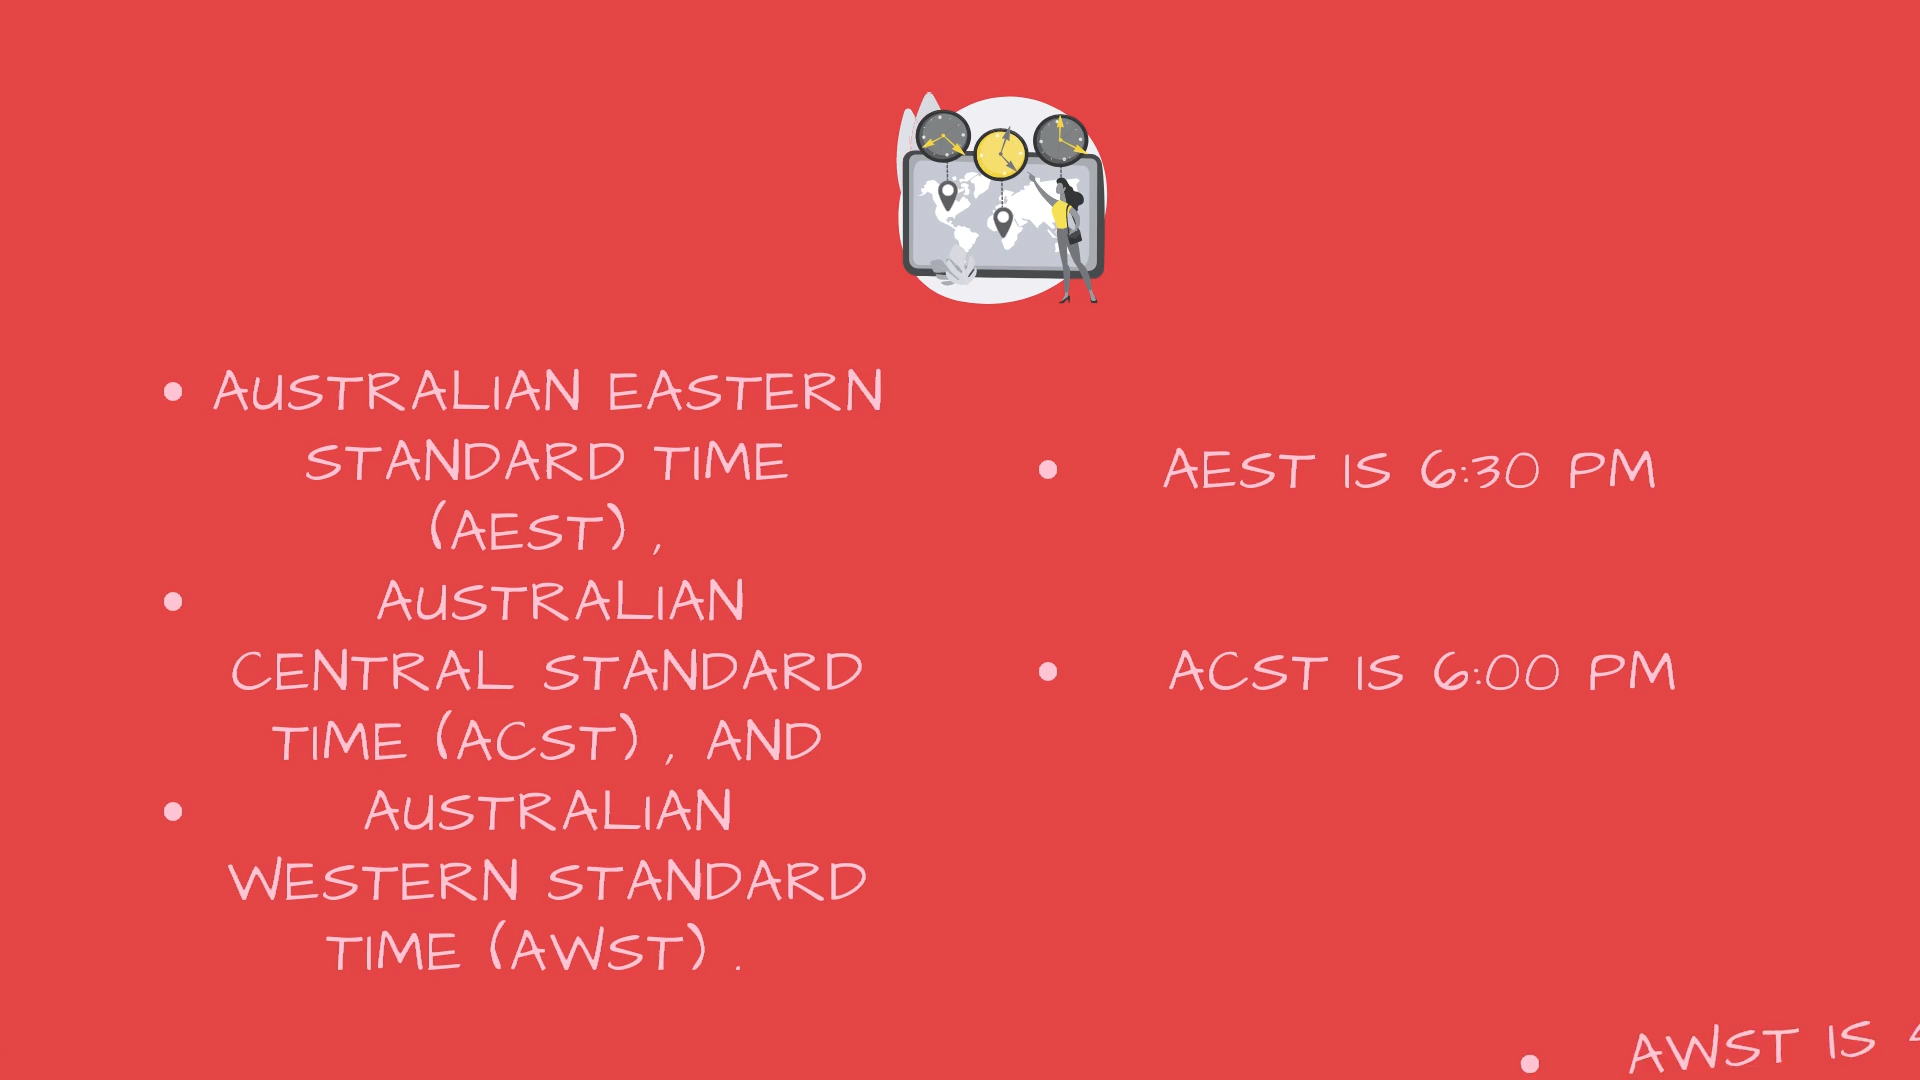 • AUSTRALIAN EASTERN
STANDARD TIME
(AEST) ,
• AUSTRALIAN
CENTRAL STANDARD
TIME (ACST) , AND
• AUSTRALIAN
WESTERN STANDARD
TIME (AWST) .
• AEST IS 6:30 PM
• ACST IS 6:00 PM
• AWST IS